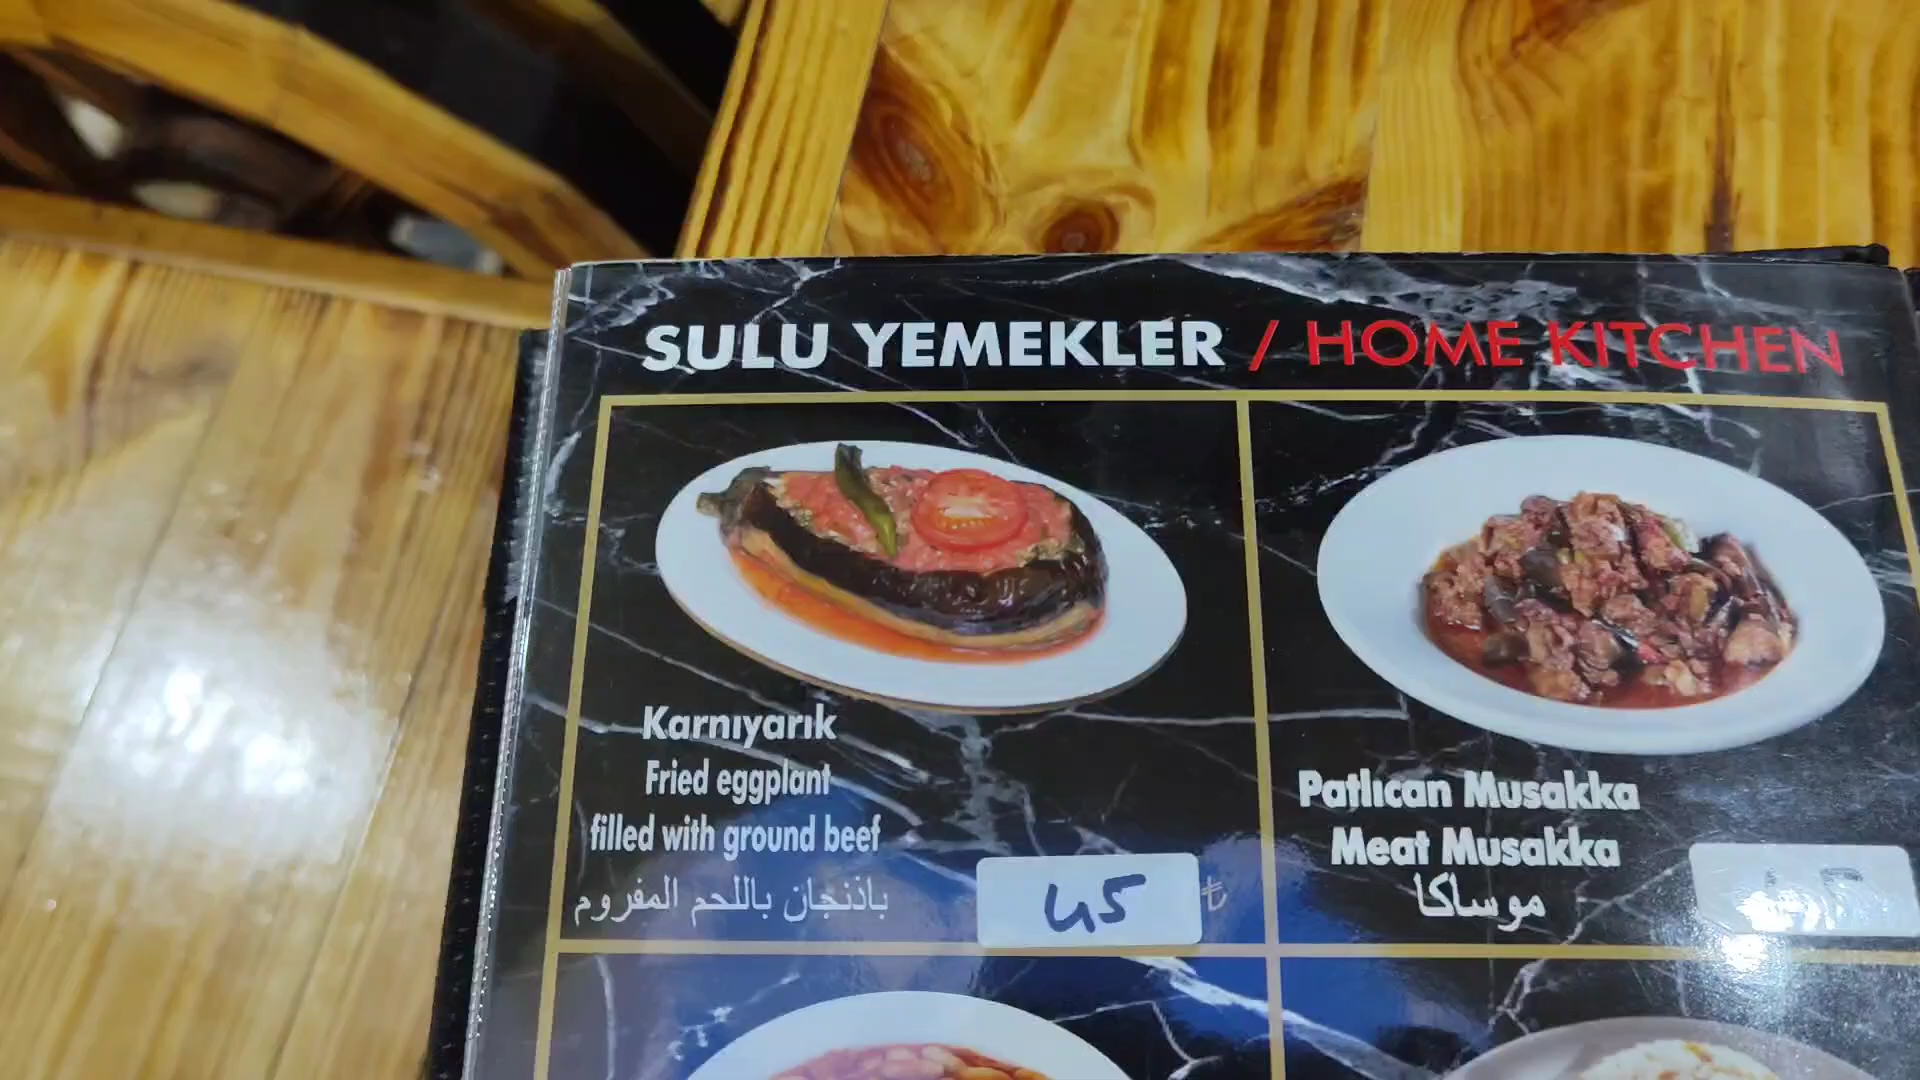 SULU YEMEKLER / HOME KITCHEN
Karnıyarık
Fried eggplant
filled with ground beef
باذنجان باللحم المفروم
45 ₺
Patlıcan Musakka
Meat Musakka
موساكا